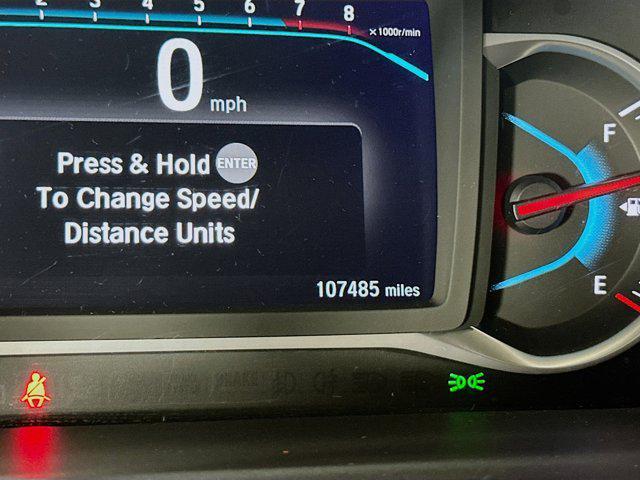 2 3 4 5 6 7 8
×1000r/min
0 mph
Press & Hold ENTER
To Change Speed/
Distance Units
107485 miles
F
E